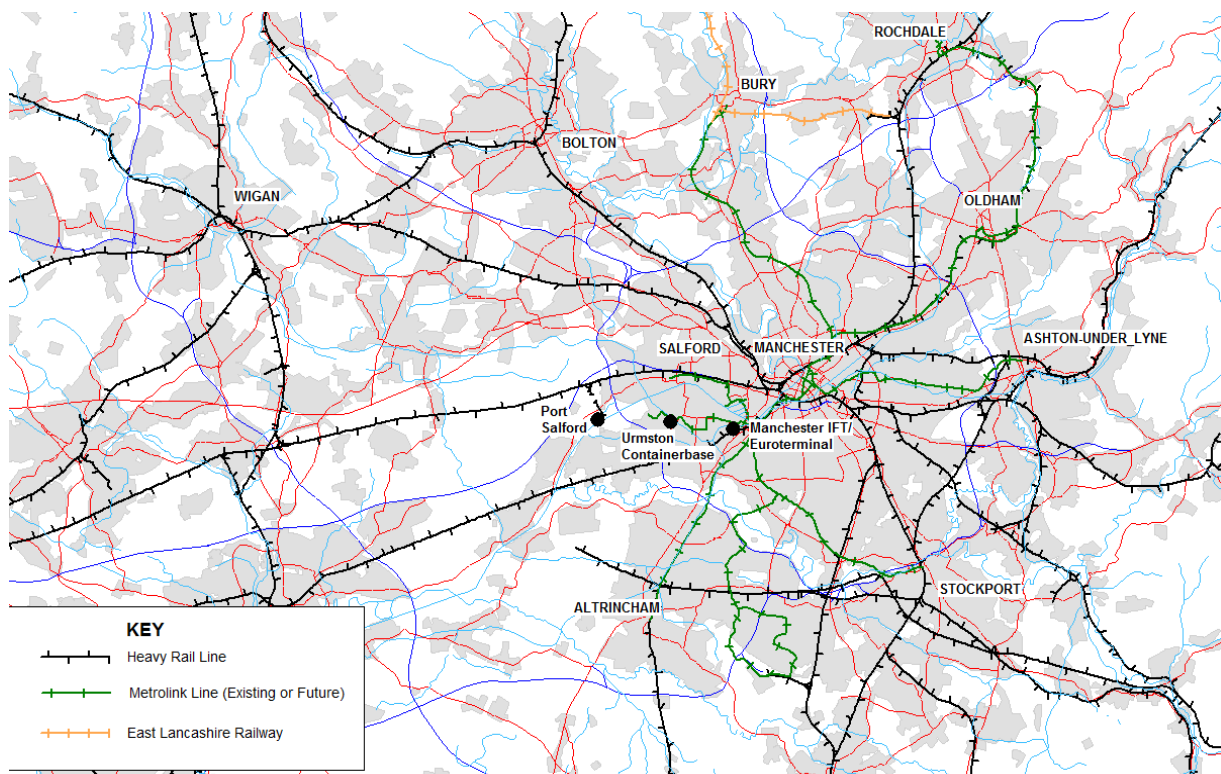 ROCHDALE
BURY
BOLTON
WIGAN
OLDHAM
SALFORD
MANCHESTER
ASHTON-UNDER_LYNE
Port
Salford
Urmston
Containerbase
Manchester IFT/
Euroterminal
ALTRINCHAM
STOCKPORT
KEY
Heavy Rail Line
Metrolink Line (Existing or Future)
East Lancashire Railway